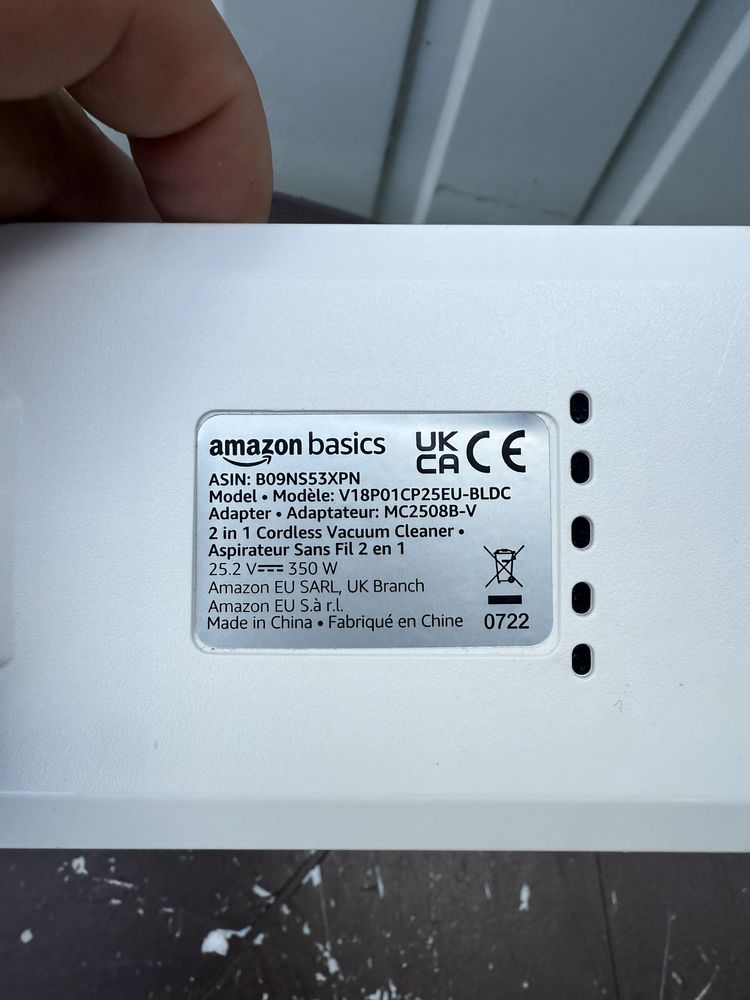 amazon basics
UK
CA CE
ASIN: B09NS53XPN
Model • Modèle: V18P01CP25EU-BLDC
Adapter • Adaptateur: MC2508B-V
2 in 1 Cordless Vacuum Cleaner •
Aspirateur Sans Fil 2 en 1
25.2 V⎓ 350 W
Amazon EU SARL, UK Branch
Amazon EU S.à r.l.
Made in China • Fabriqué en Chine
0722